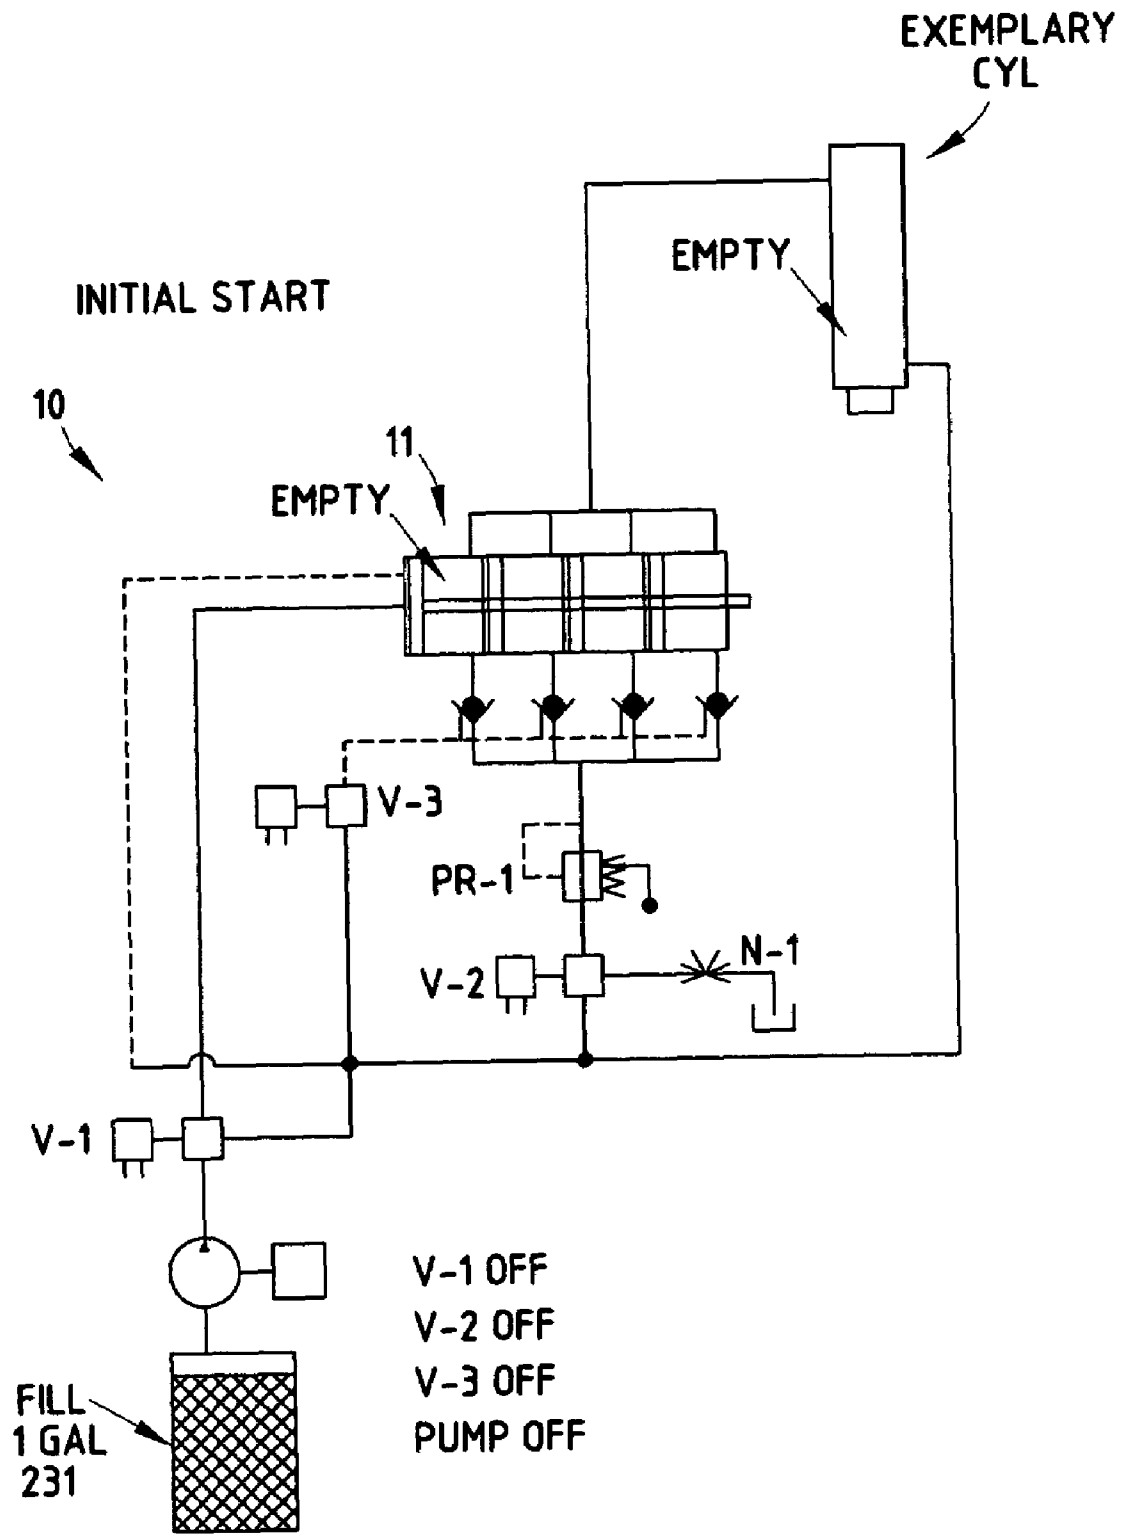 EXEMPLARY
CYL
EMPTY
INITIAL START
10
11
EMPTY
V-3
PR-1
V-2
N-1
V-1
V-1 OFF
V-2 OFF
V-3 OFF
PUMP OFF
FILL
1 GAL
231